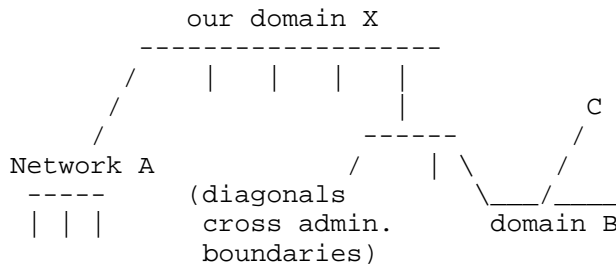 our domain X
C
Network A
(diagonals
cross admin.
domain B
boundaries)